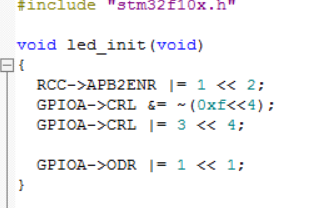 #include "stm32f10x.h"
void led_init(void)
{
RCC->APB2ENR |= 1 << 2;
GPIOA->CRL &= ~(0xf<<4);
GPIOA->CRL |= 3 << 4;
GPIOA->ODR |= 1 << 1;
}